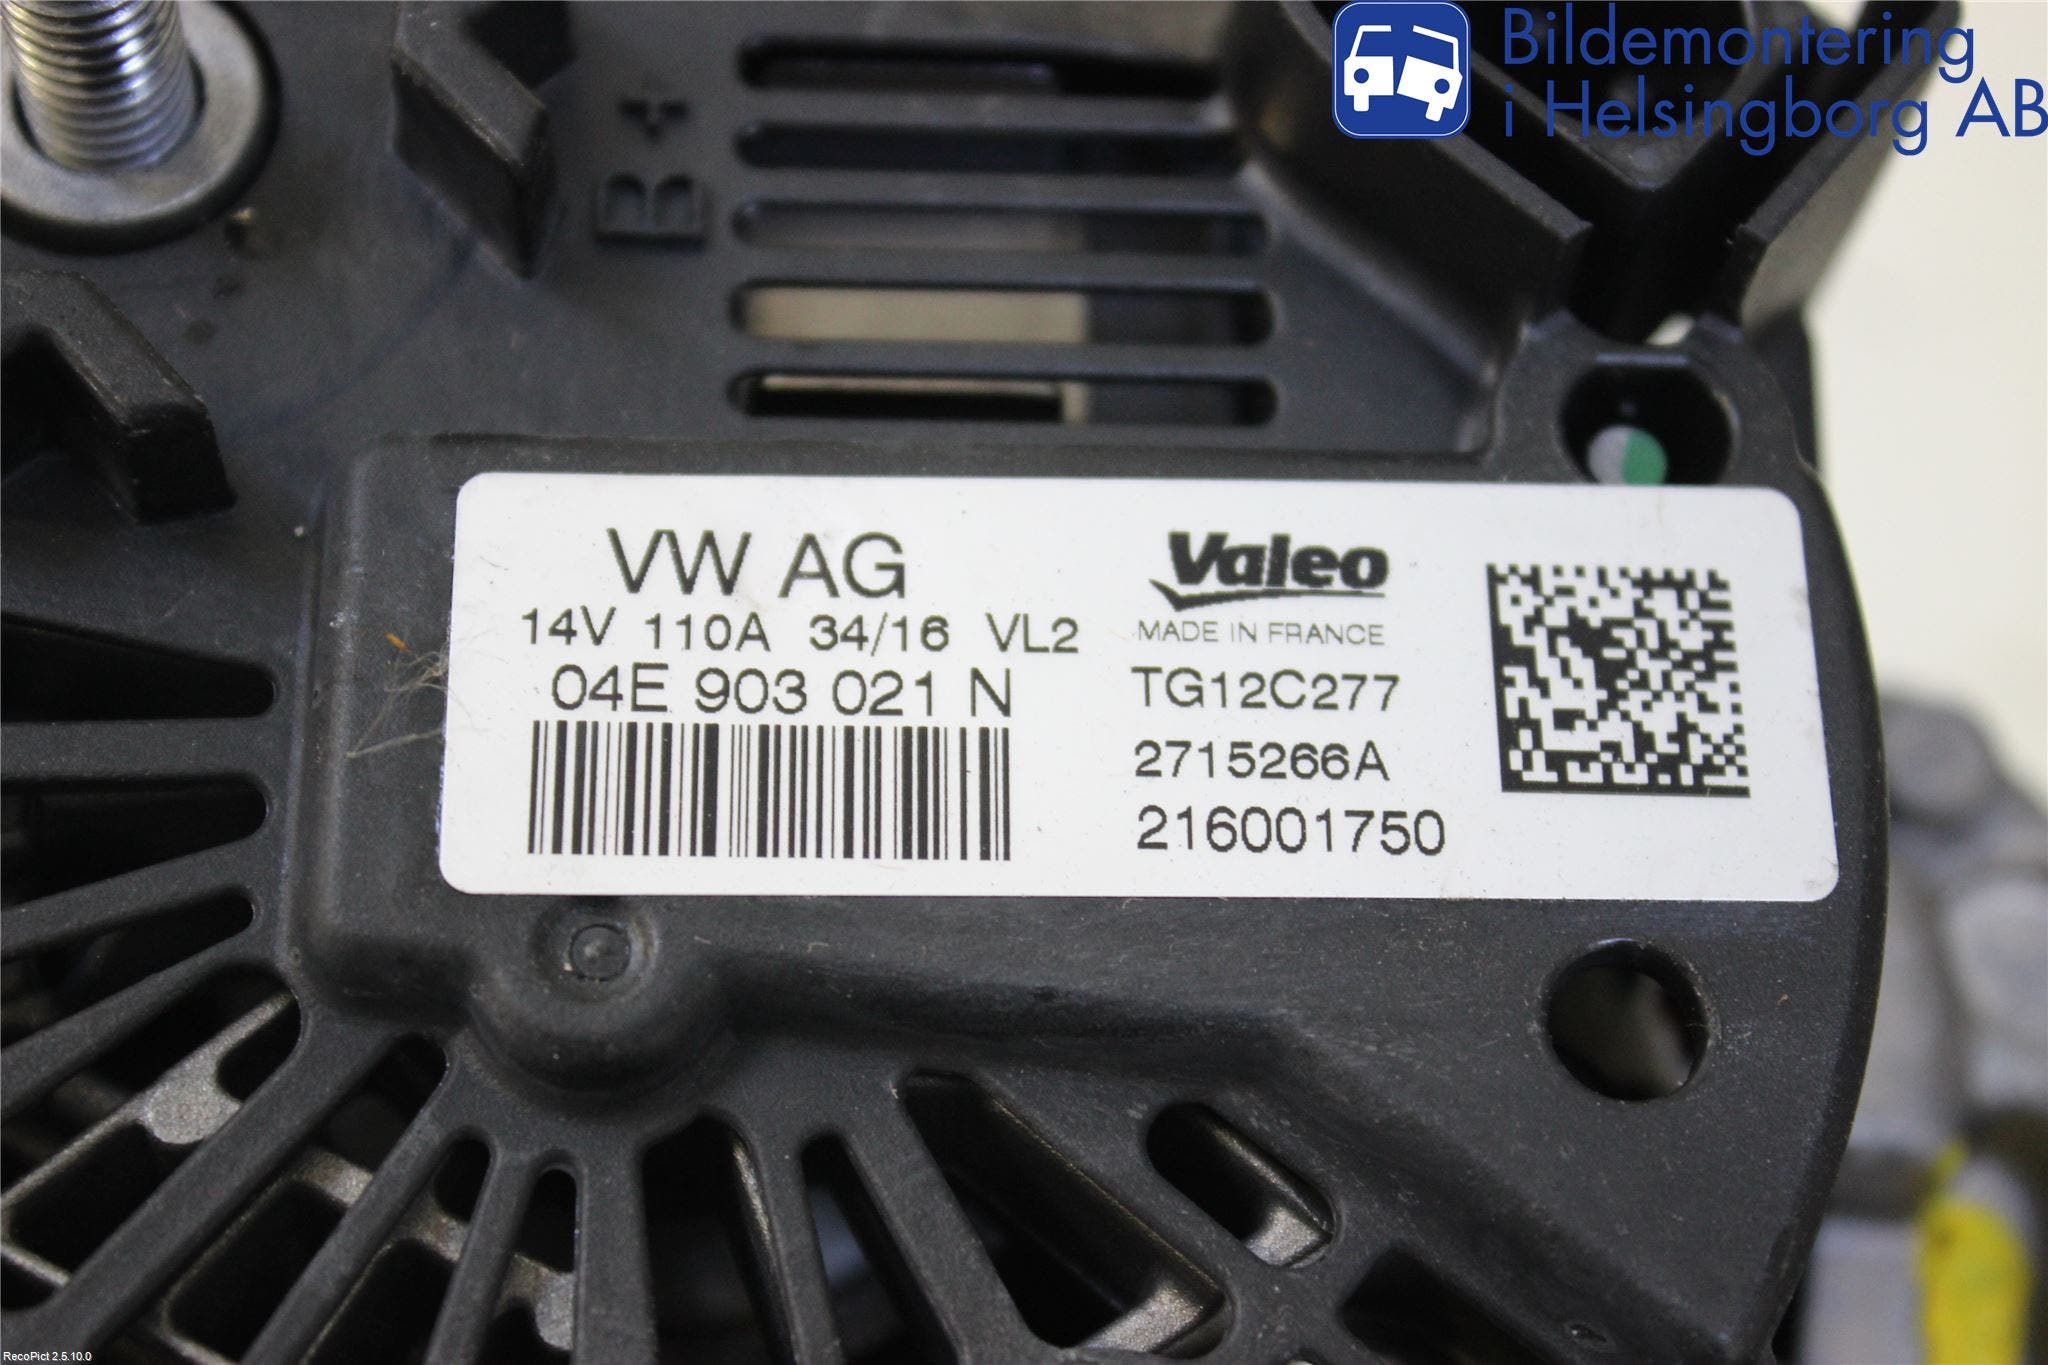 Bildemontering
i Helsingborg AB
B+
VW AG
14V 110A 34/16 VL2
04E 903 021 N
Valeo
MADE IN FRANCE
TG12C277
2715266A
216001750
RecoPict 2.5.10.0